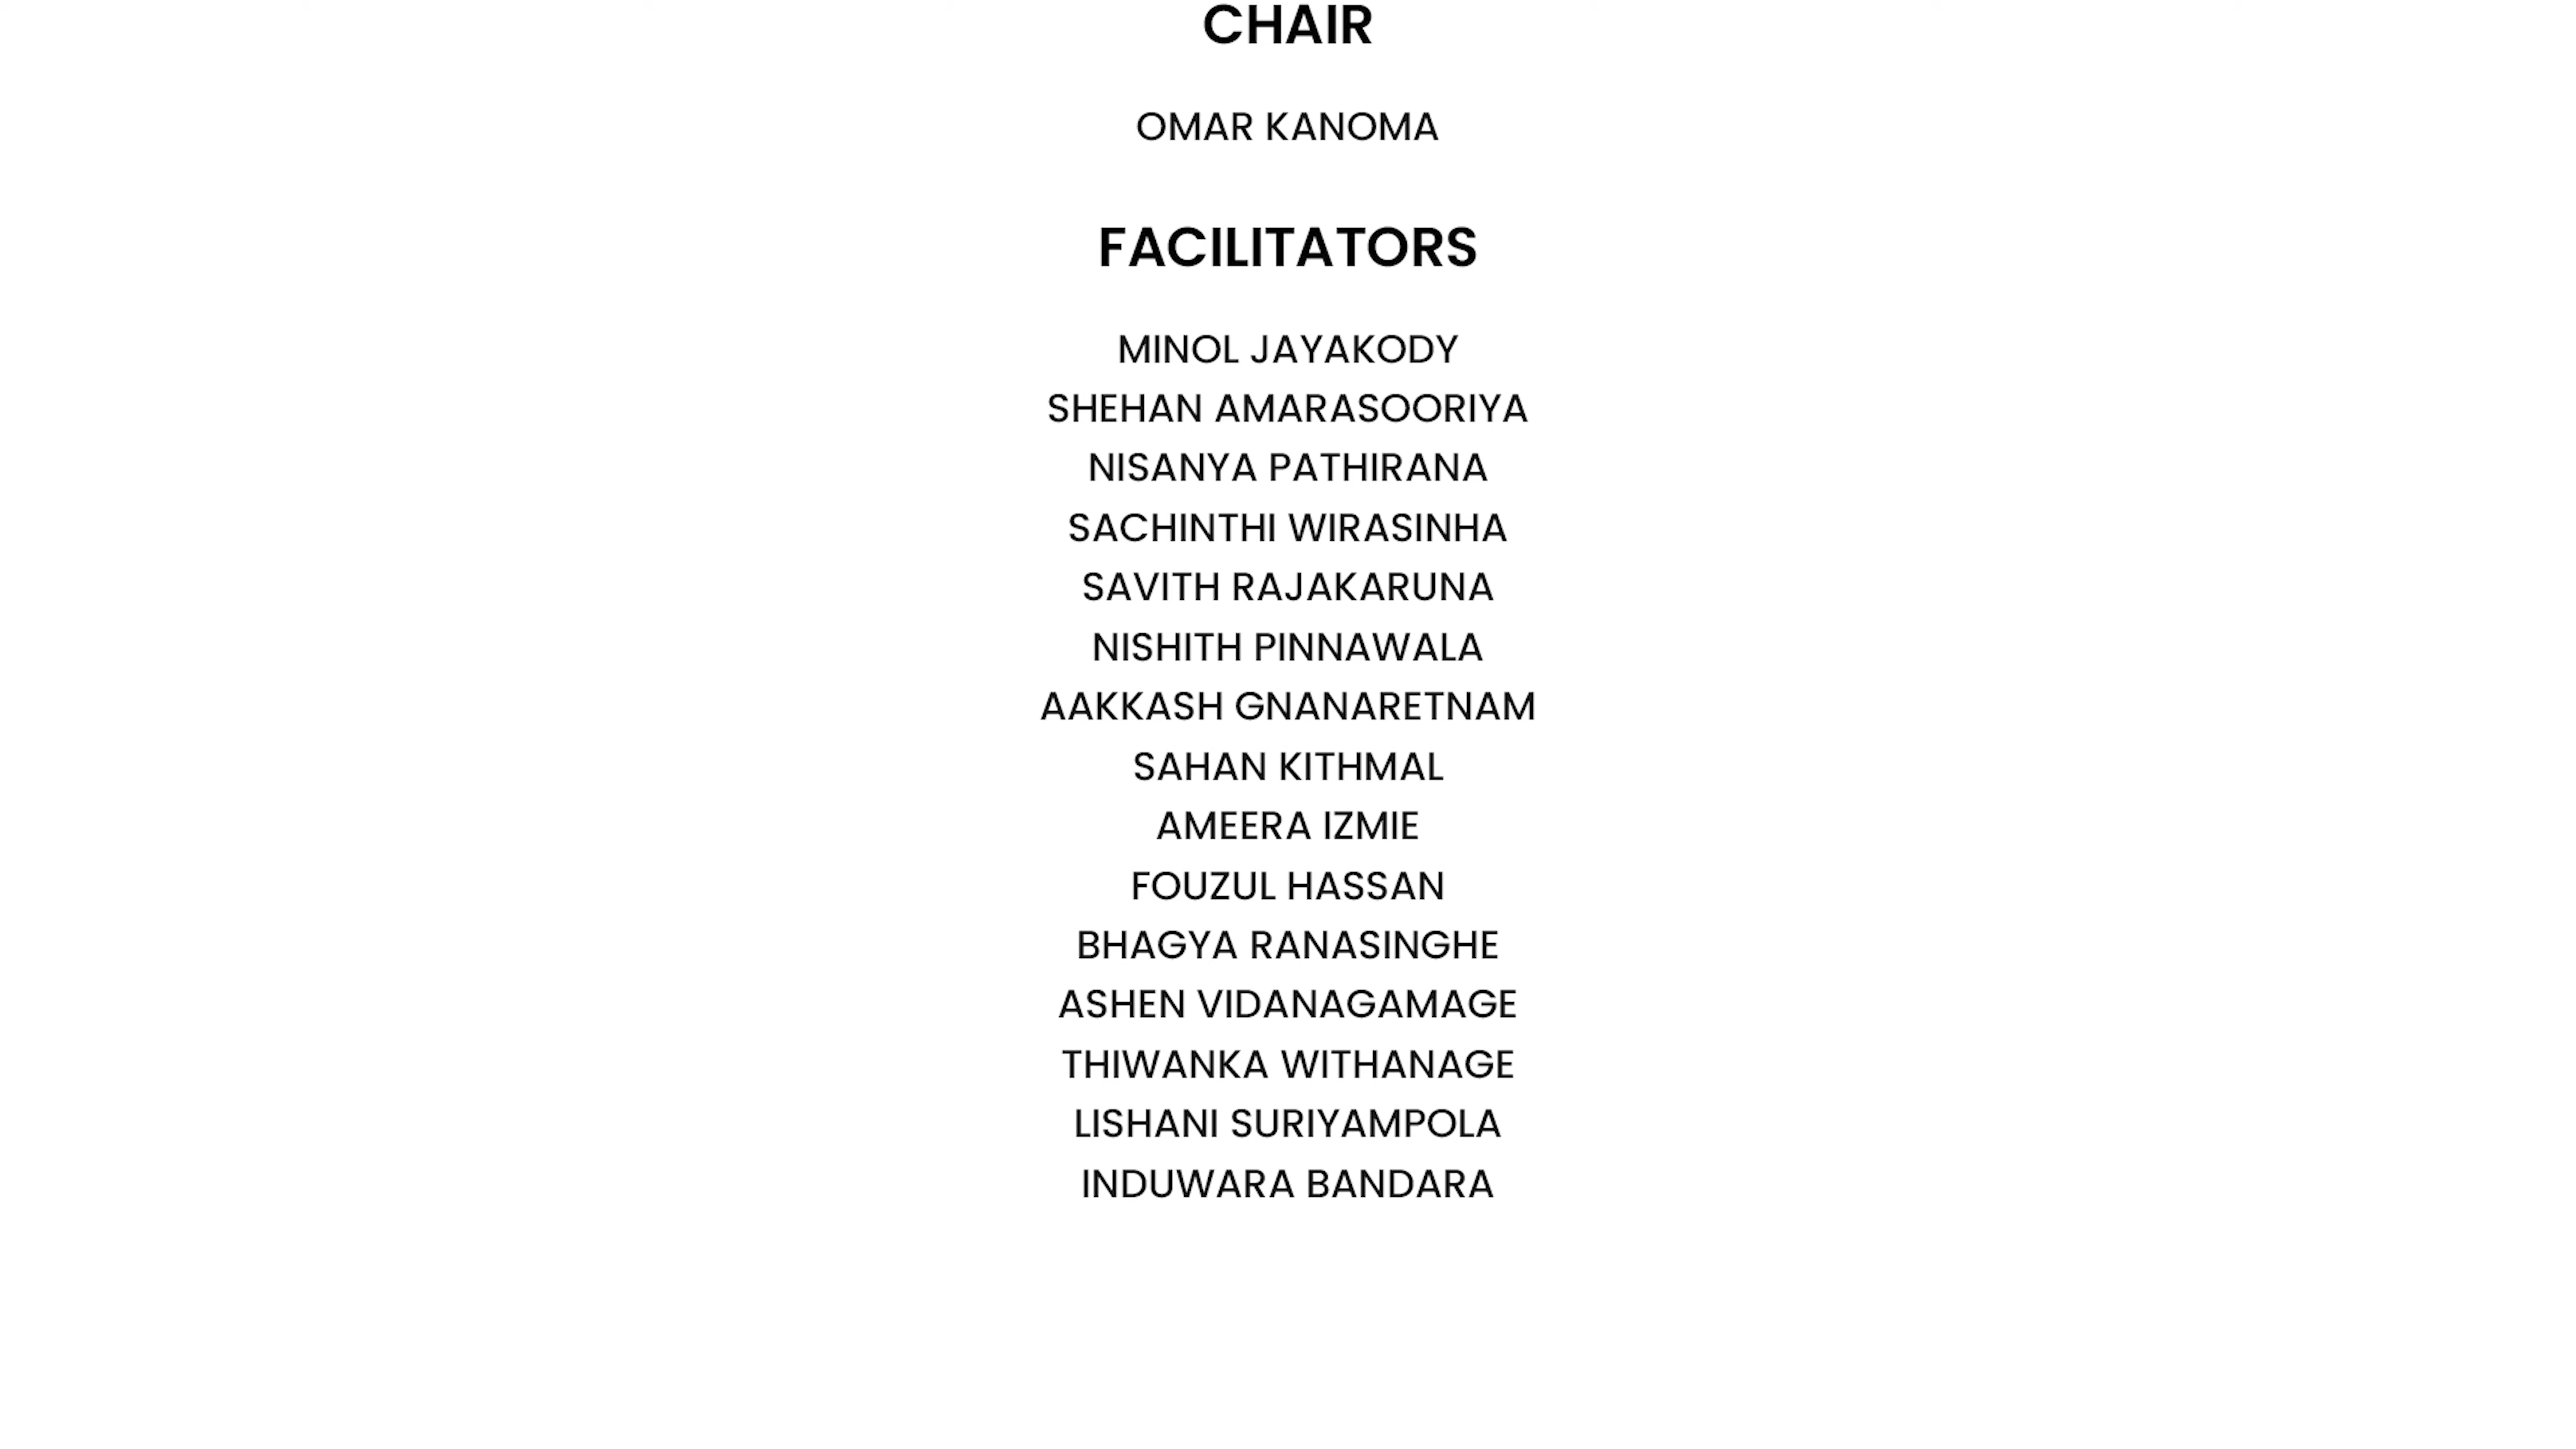 CHAIR
OMAR KANOMA
FACILITATORS
MINOL JAYAKODY
SHEHAN AMARASOORIYA
NISANYA PATHIRANA
SACHINTHI WIRASINHA
SAVITH RAJAKARUNA
NISHITH PINNAWALA
AAKKASH GNANARETNAM
SAHAN KITHMAL
AMEERA IZMIE
FOUZUL HASSAN
BHAGYA RANASINGHE
ASHEN VIDANAGAMAGE
THIWANKA WITHANAGE
LISHANI SURIYAMPOLA
INDUWARA BANDARA